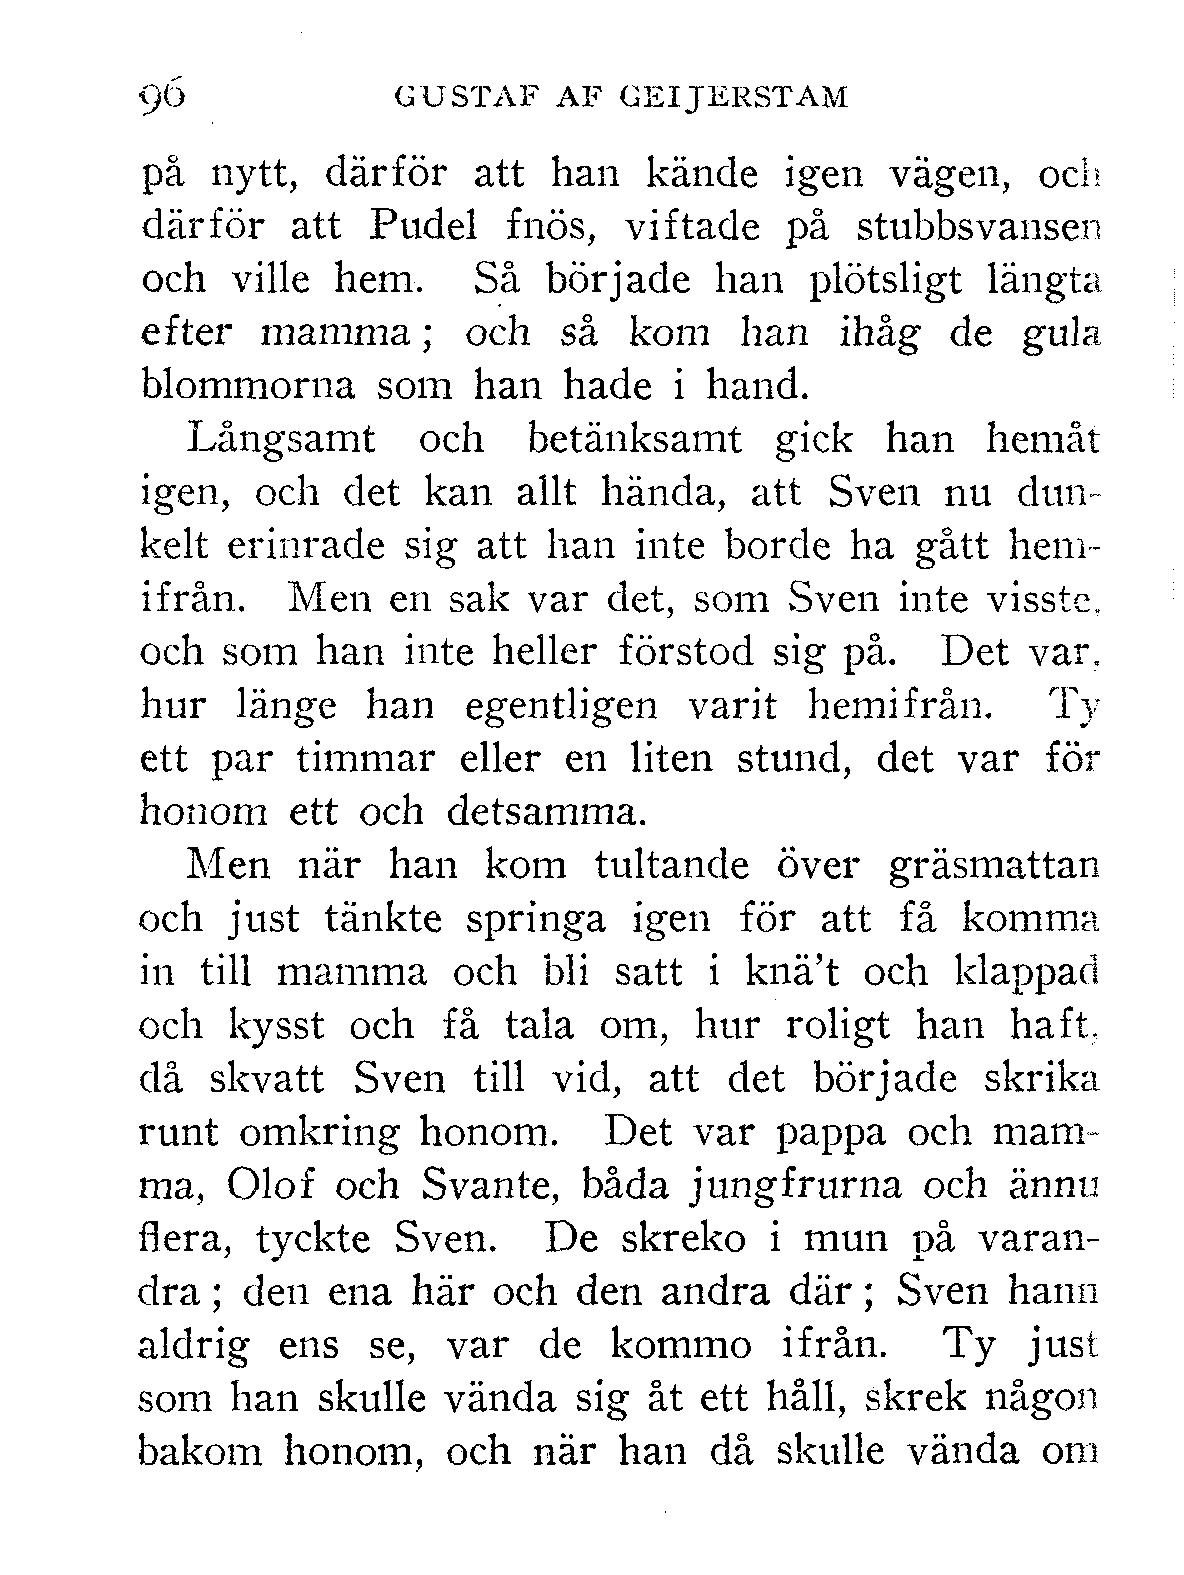 96 GUSTAF AF GEIJERSTAM
på nytt, därför att han kände igen vägen, och
därför att Pudel fnös, viftade på stubbsvansen
och ville hem. Så började han plötsligt längta
efter mamma; och så kom han ihåg de gula
blommorna som han hade i hand.
Långsamt och betänksamt gick han hemåt
igen, och det kan allt hända, att Sven nu dun-
kelt erinrade sig att han inte borde ha gått hem-
ifrån. Men en sak var det, som Sven inte visste,
och som han inte heller förstod sig på. Det var,
hur länge han egentligen varit hemifrån. Ty
ett par timmar eller en liten stund, det var för
honom ett och detsamma.
Men när han kom tultande över gräsmattan
och just tänkte springa igen för att få komma
in till mamma och bli satt i knä't och klappad
och kysst och få tala om, hur roligt han haft,
då skvatt Sven till vid, att det började skrika
runt omkring honom. Det var pappa och mam-
ma, Olof och Svante, båda jungfrurna och ännu
flera, tyckte Sven. De skreko i mun på varan-
dra; den ena här och den andra där; Sven hann
aldrig ens se, var de kommo ifrån. Ty just
som han skulle vända sig åt ett håll, skrek någon
bakom honom, och när han då skulle vända om